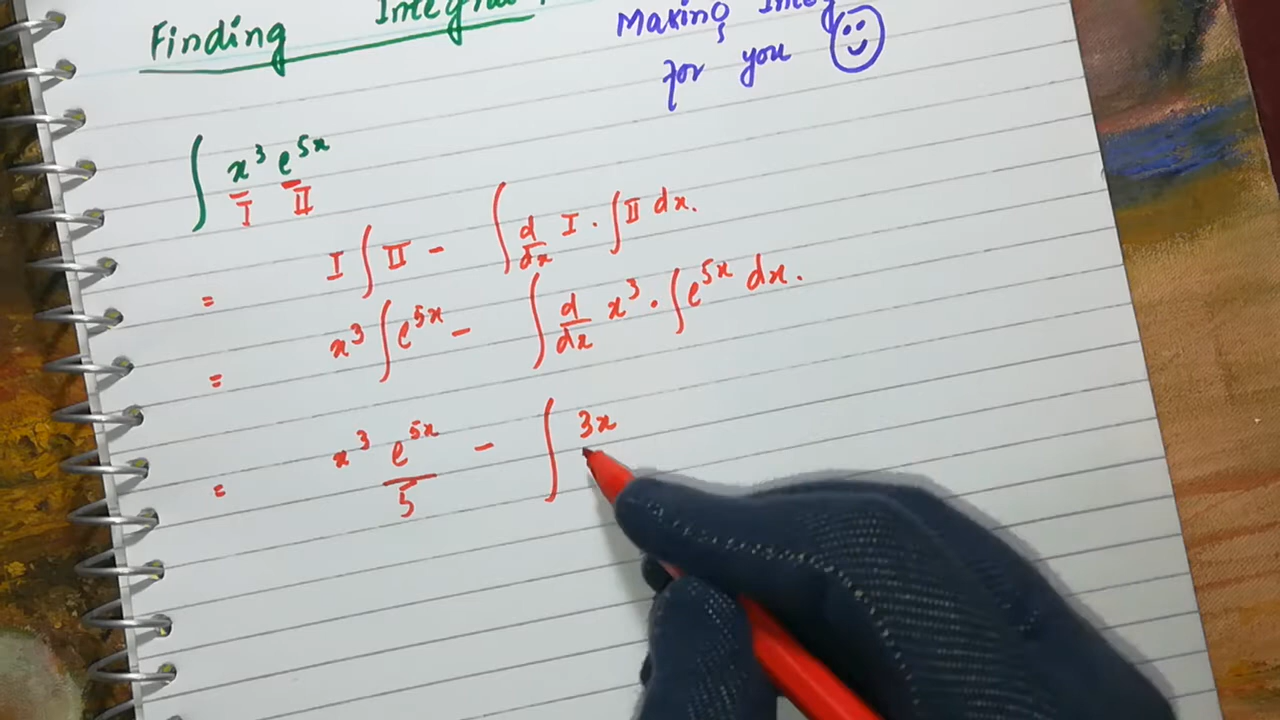 Finding
Making
for you
∫ x³ e⁵ˣ
I II
= I ∫ II - ∫ d/dx I . ∫ II dx.
= x³ ∫ e⁵ˣ - ∫ d/dx x³ . ∫ e⁵ˣ dx.
= x³ e⁵ˣ/5 - ∫ 3x